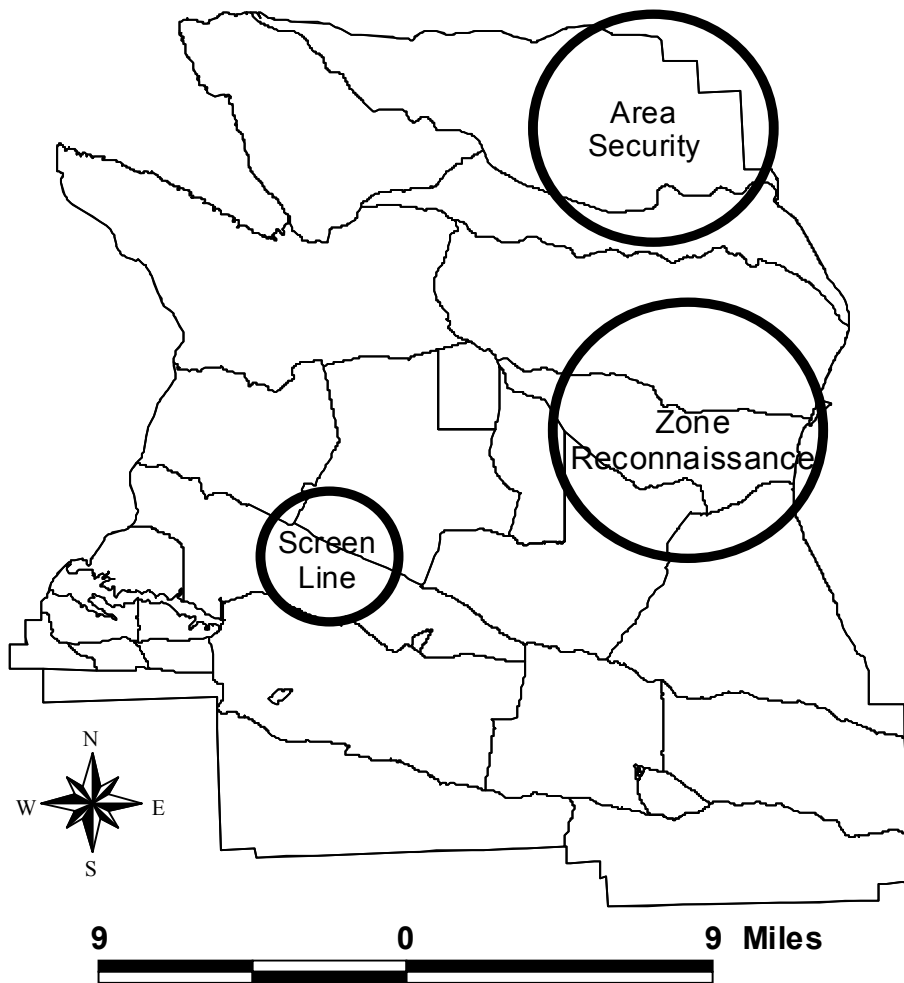 Area
Security
Zone
Reconnaissance
Screen
Line
N
W E
S
9 0 9 Miles